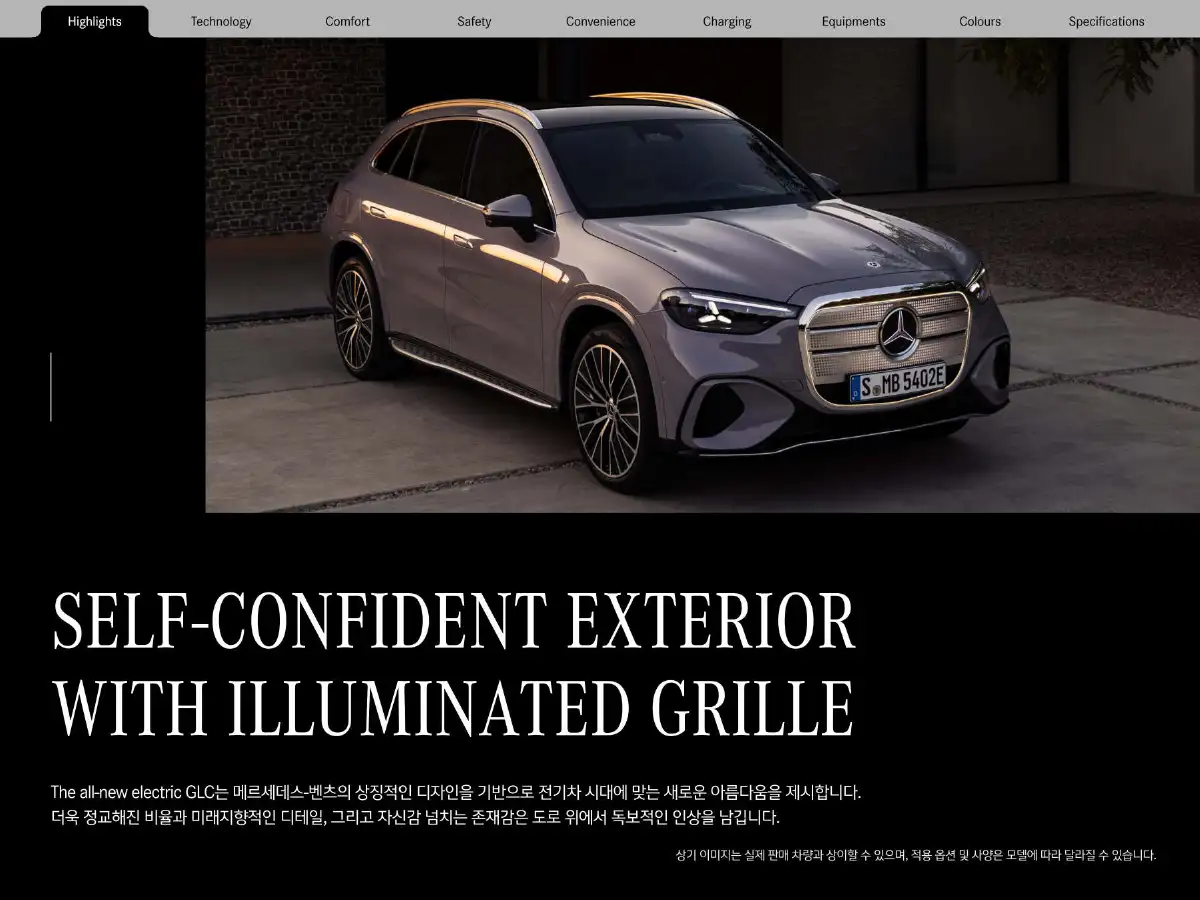 Highlights
Technology
Comfort
Safety
Convenience
Charging
Equipments
Colours
Specifications
S MB 5402E
SELF-CONFIDENT EXTERIOR
WITH ILLUMINATED GRILLE
The all-new electric GLC는 메르세데스-벤츠의 상징적인 디자인을 기반으로 전기차 시대에 맞는 새로운 아름다움을 제시합니다.
더욱 정교해진 비율과 미래지향적인 디테일, 그리고 자신감 넘치는 존재감은 도로 위에서 독보적인 인상을 남깁니다.
상기 이미지는 실제 판매 차량과 상이할 수 있으며, 적용 옵션 및 사양은 모델에 따라 달라질 수 있습니다.